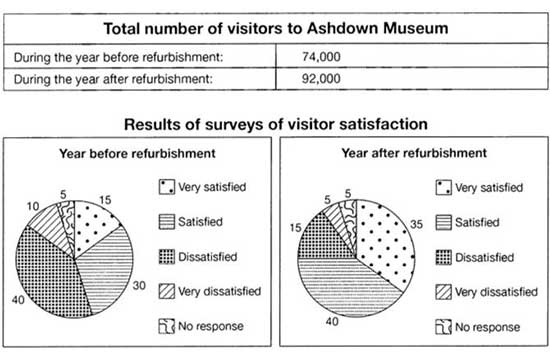 Total number of visitors to Ashdown Museum
During the year before refurbishment: 74,000
During the year after refurbishment: 92,000
Results of surveys of visitor satisfaction
Year before refurbishment
5
15
10
40
30
Very satisfied
Satisfied
Dissatisfied
Very dissatisfied
No response
Year after refurbishment
5
5
15
35
40
Very satisfied
Satisfied
Dissatisfied
Very dissatisfied
No response